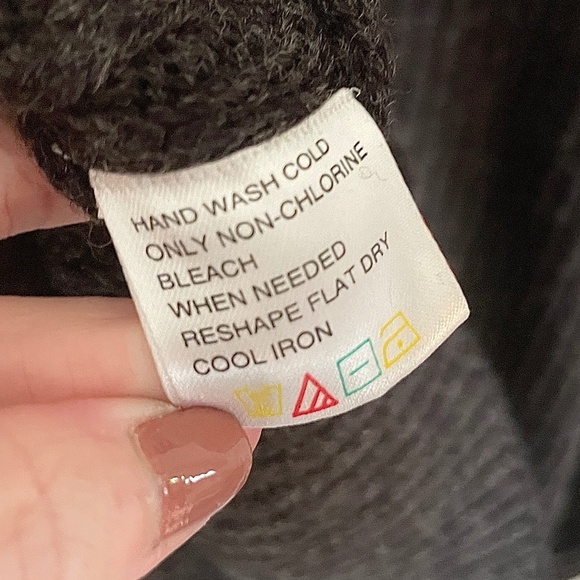 HAND WASH COLD
ONLY NON-CHLORINE
BLEACH
WHEN NEEDED
RESHAPE FLAT DRY
COOL IRON